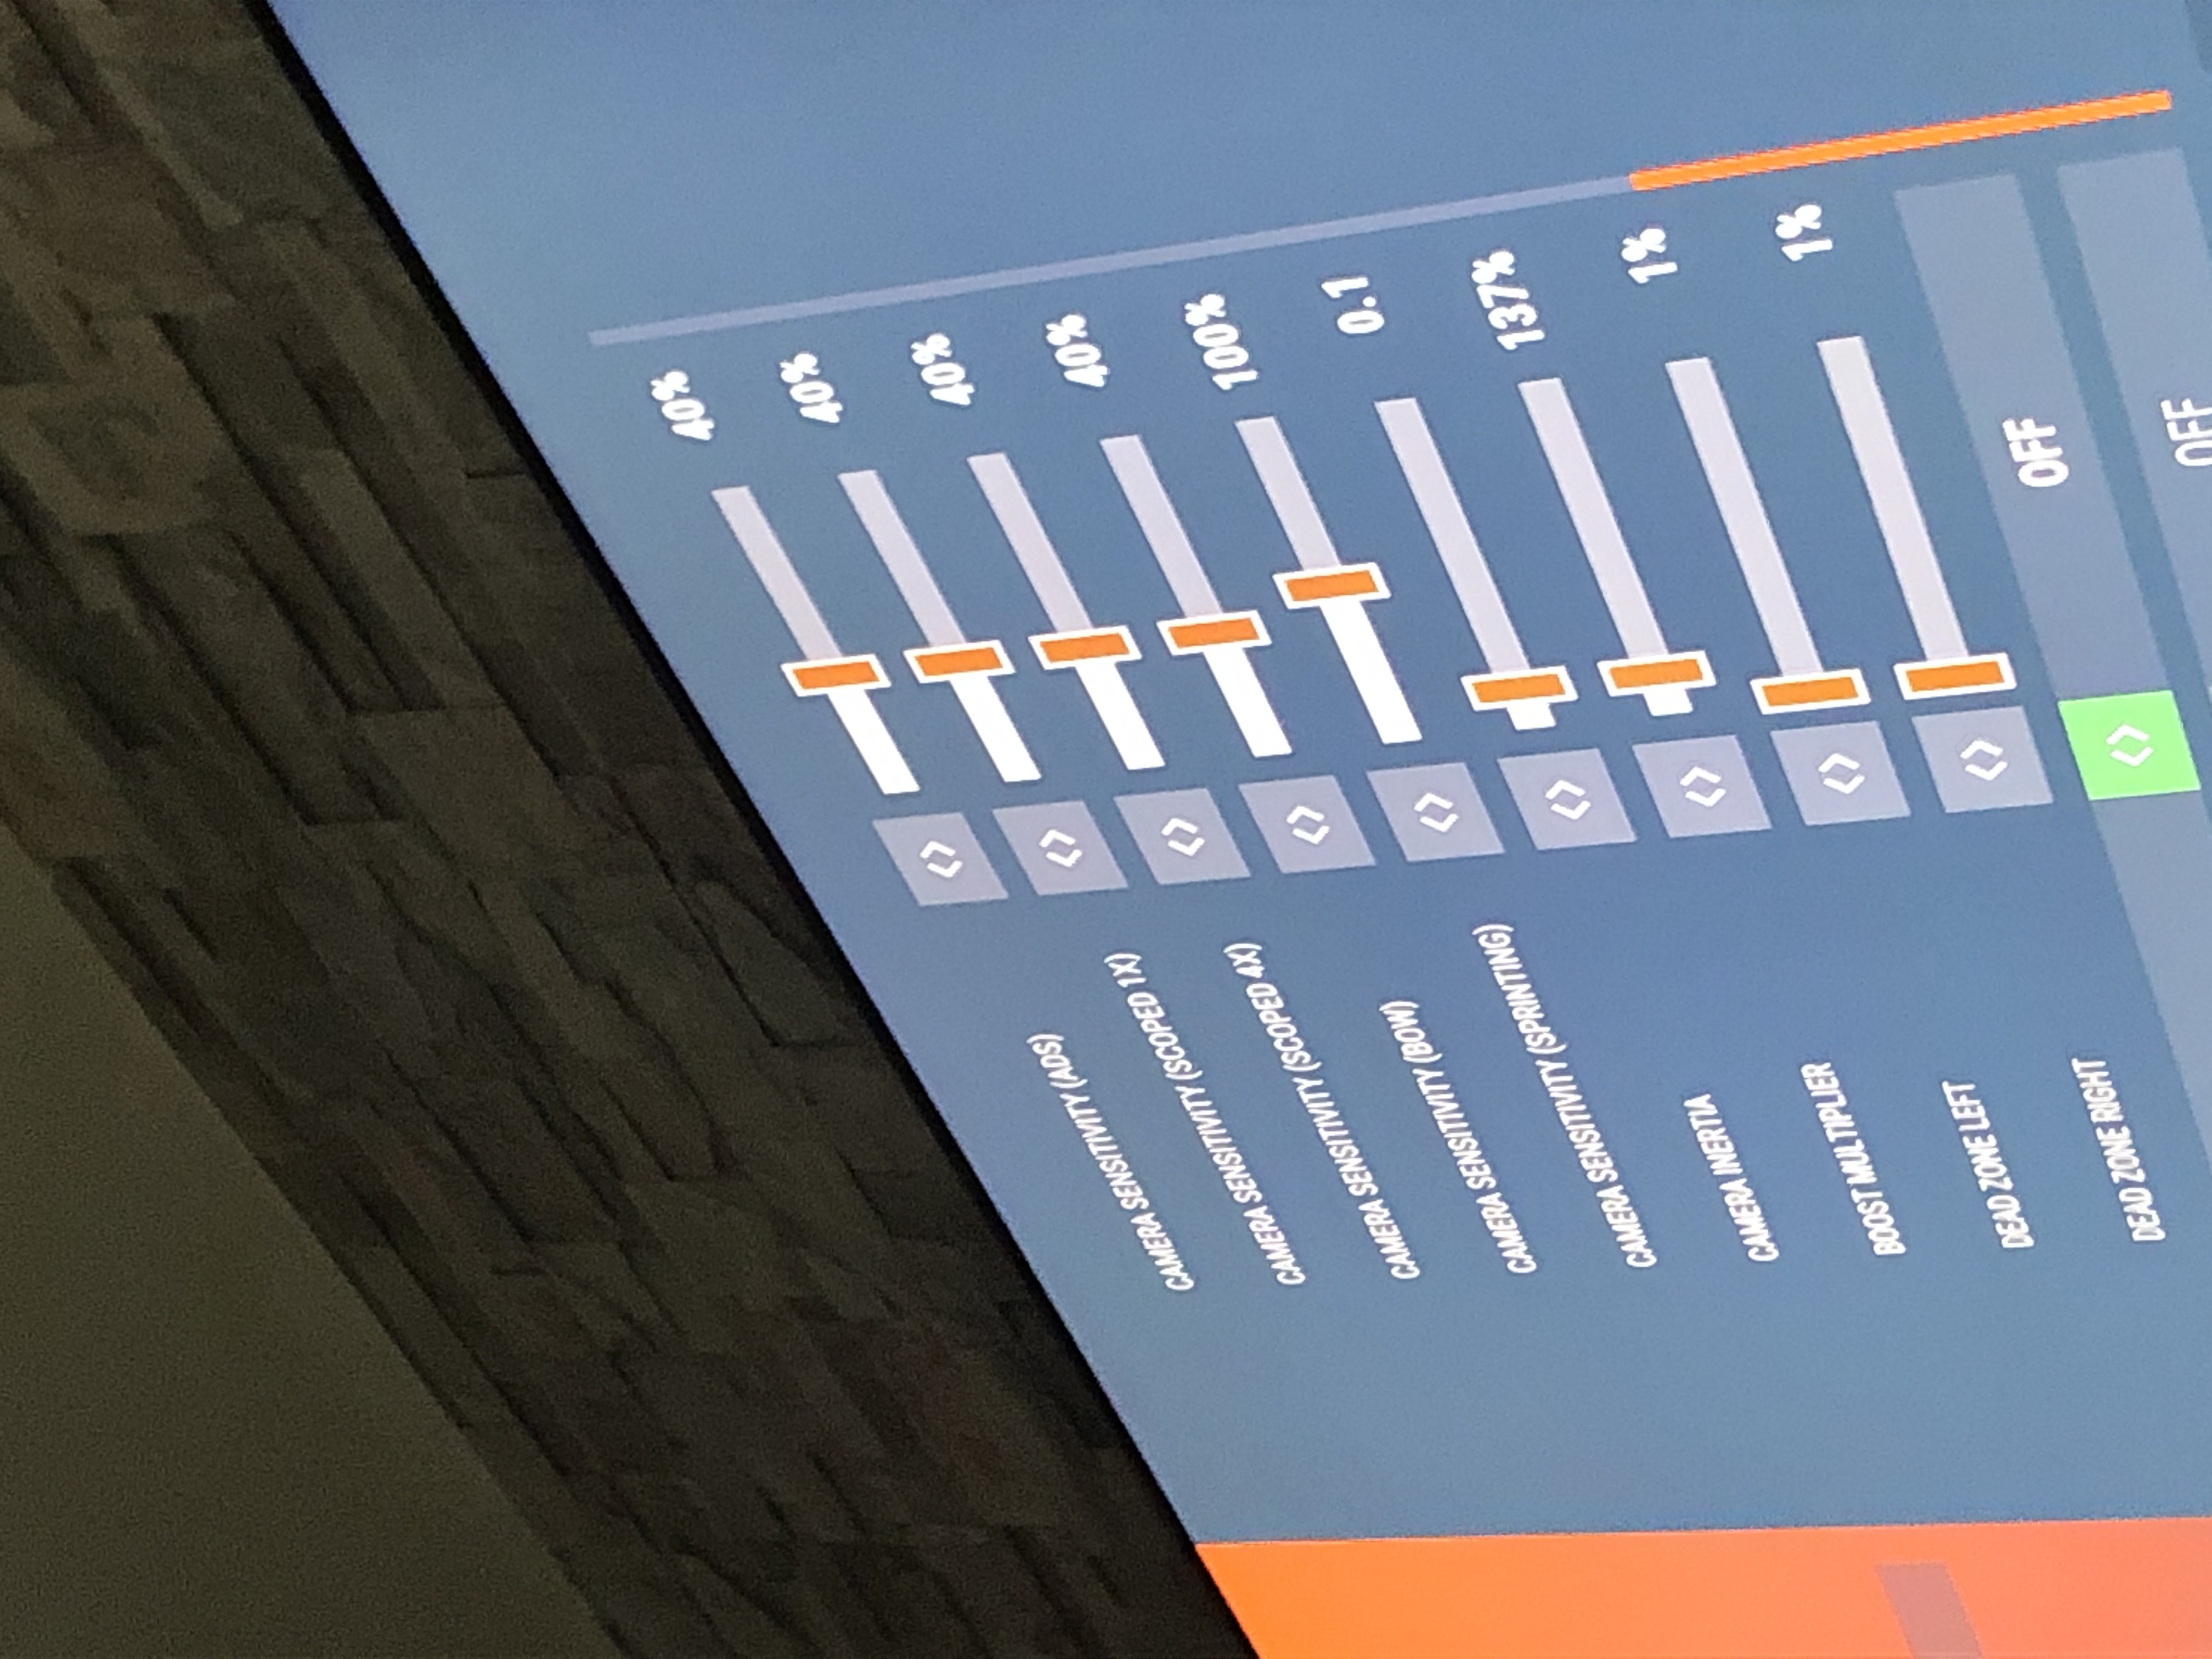 CAMERA SENSITIVITY (ADS) 40%
CAMERA SENSITIVITY (SCOPED 1X) 40%
CAMERA SENSITIVITY (SCOPED 4X) 40%
CAMERA SENSITIVITY (BOW) 40%
CAMERA SENSITIVITY (SPRINTING) 100%
CAMERA INERTIA 0.1
BOOST MULTIPLIER 137%
DEAD ZONE LEFT 1%
DEAD ZONE RIGHT 1%
OFF
OFF